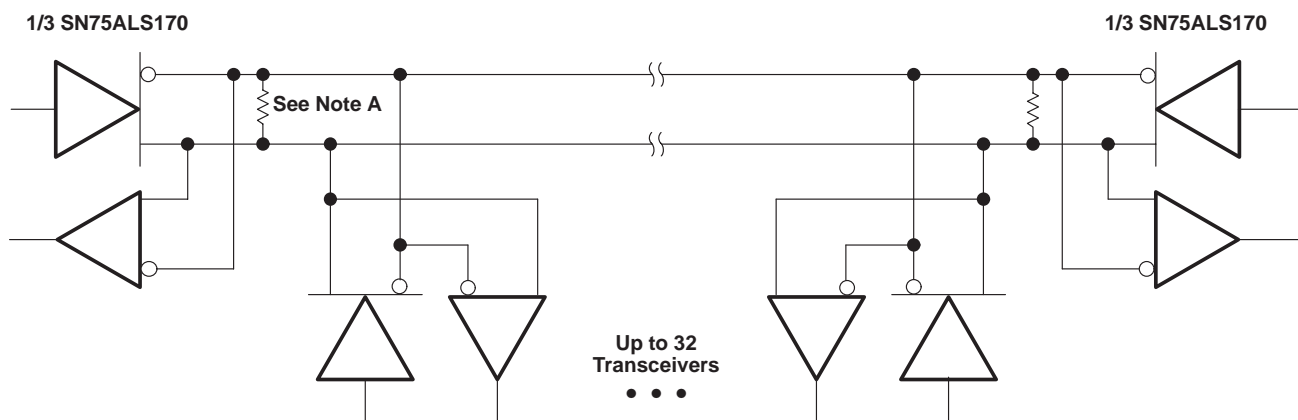 1/3 SN75ALS170
1/3 SN75ALS170
See Note A
Up to 32
Transceivers
• • •